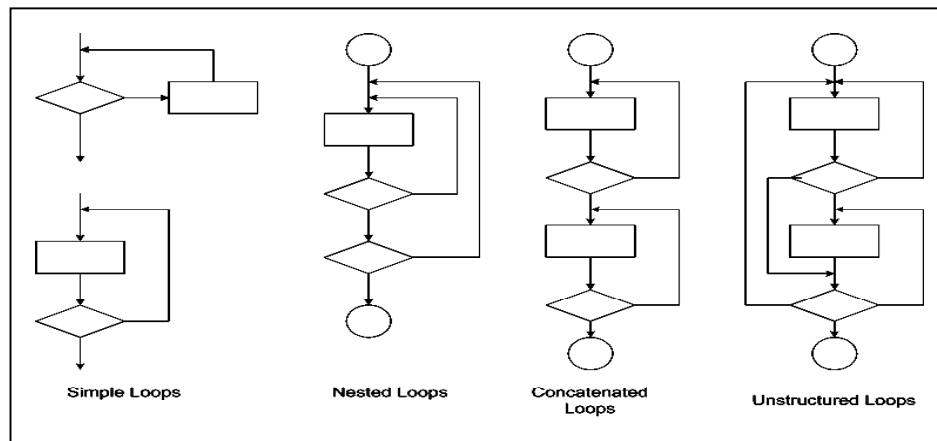 Simple Loops
Nested Loops
Concatenated
Loops
Unstructured Loops